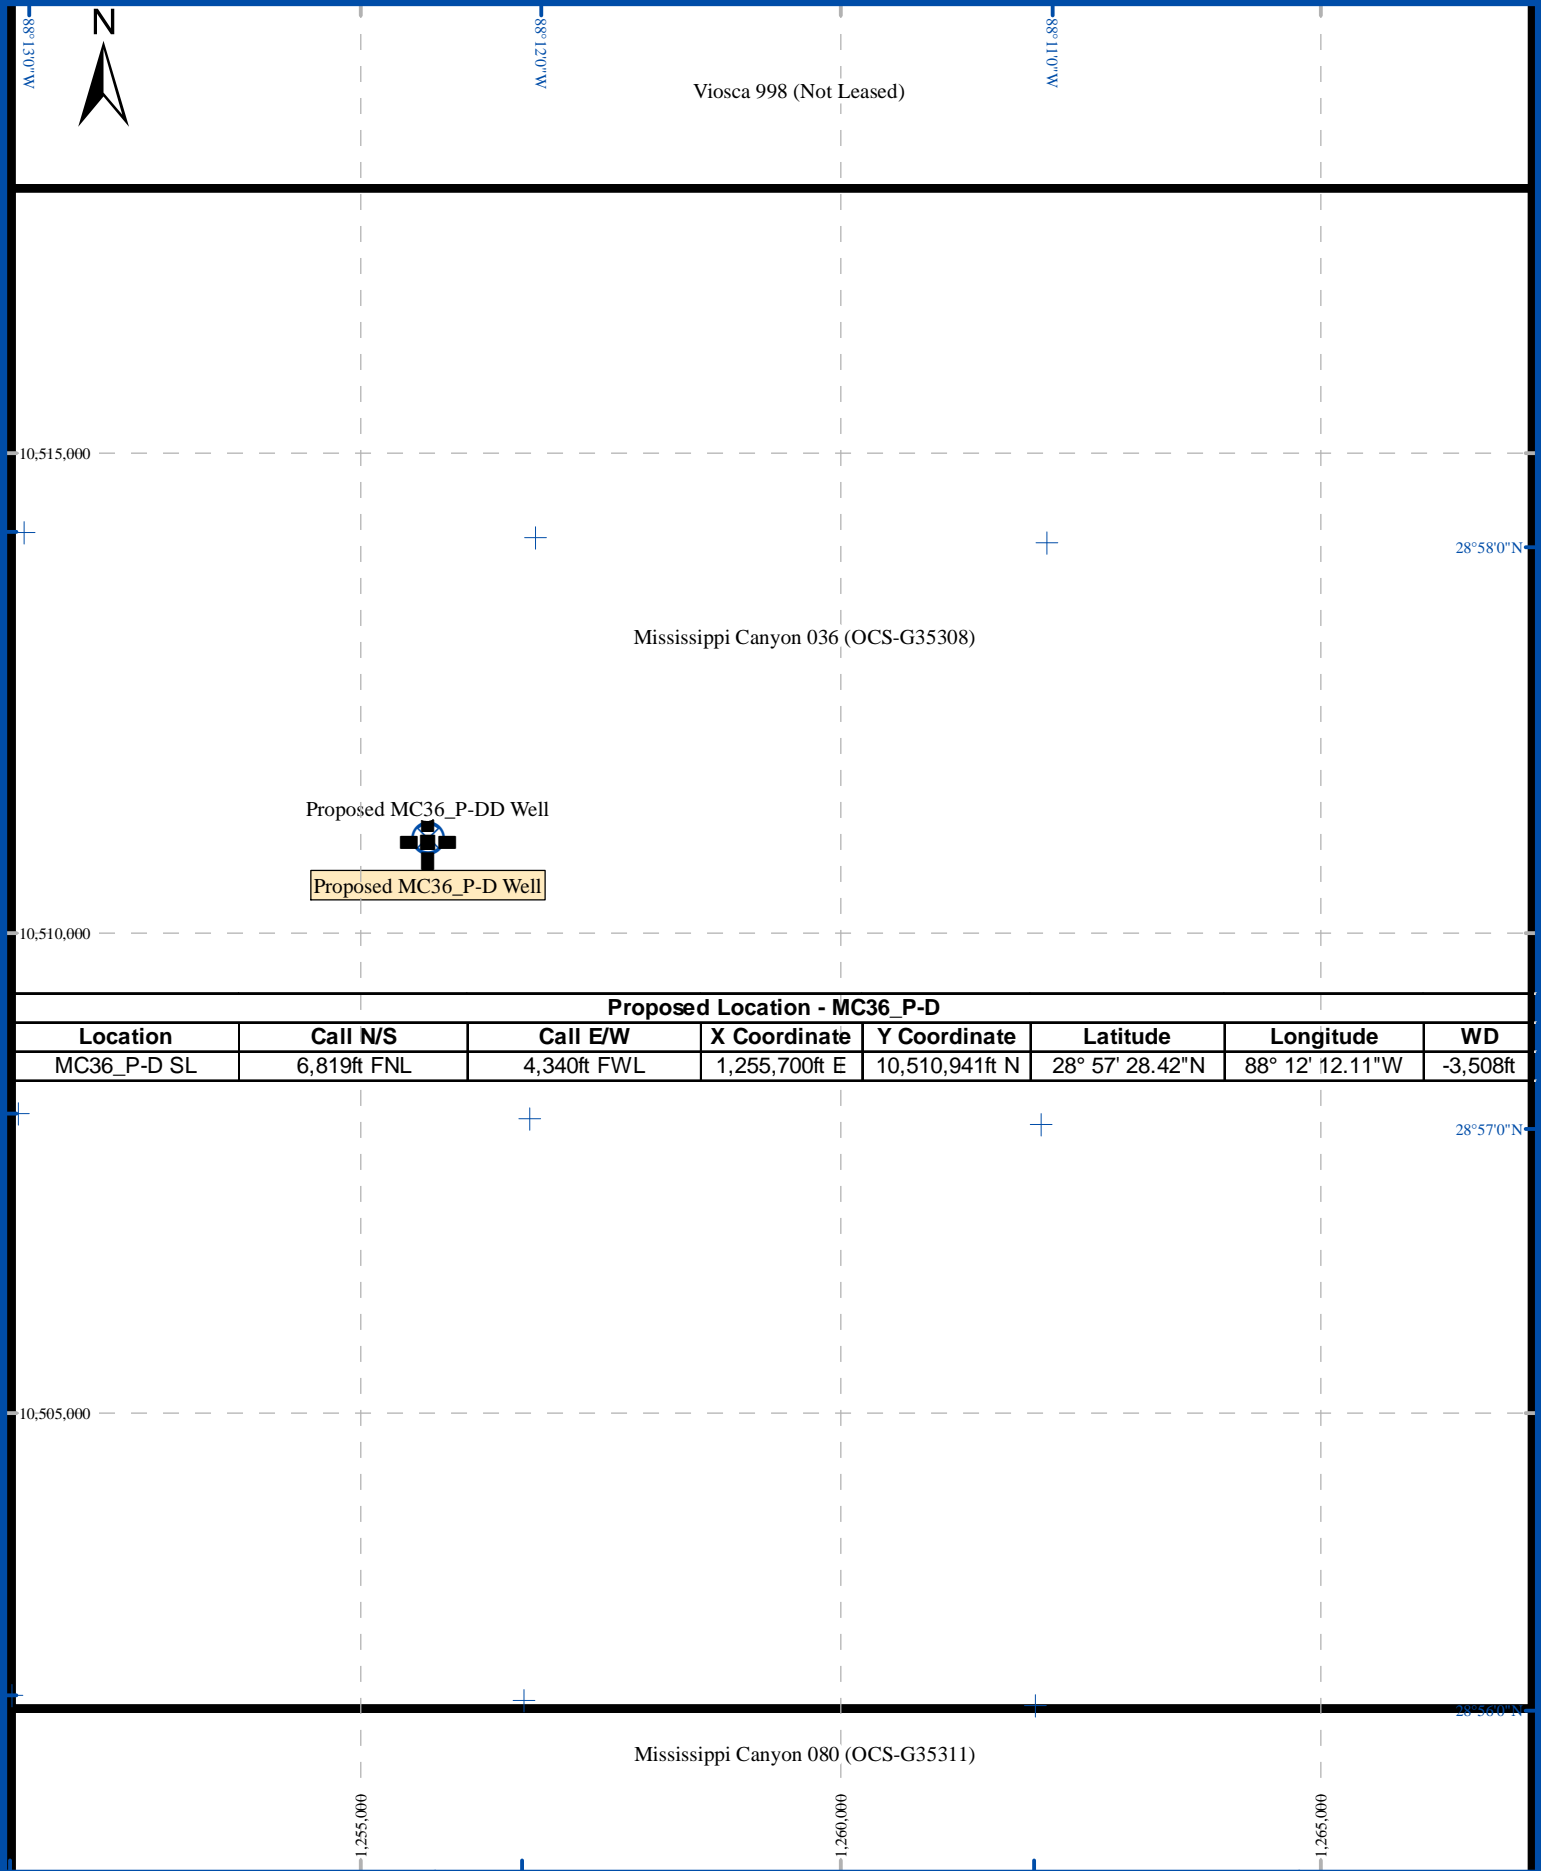 88°13'0"W
88°12'0"W
88°11'0"W
N
Viosca 998 (Not Leased)
10,515,000
28°58'0"N
Mississippi Canyon 036 (OCS-G35308)
Proposed MC36_P-DD Well
Proposed MC36_P-D Well
10,510,000
Proposed Location - MC36_P-D
Location Call N/S Call E/W X Coordinate Y Coordinate Latitude Longitude WD
MC36_P-D SL 6,819ft FNL 4,340ft FWL 1,255,700ft E 10,510,941ft N 28° 57' 28.42"N 88° 12' 12.11"W -3,508ft
28°57'0"N
10,505,000
28°56'0"N
Mississippi Canyon 080 (OCS-G35311)
1,255,000
1,260,000
1,265,000